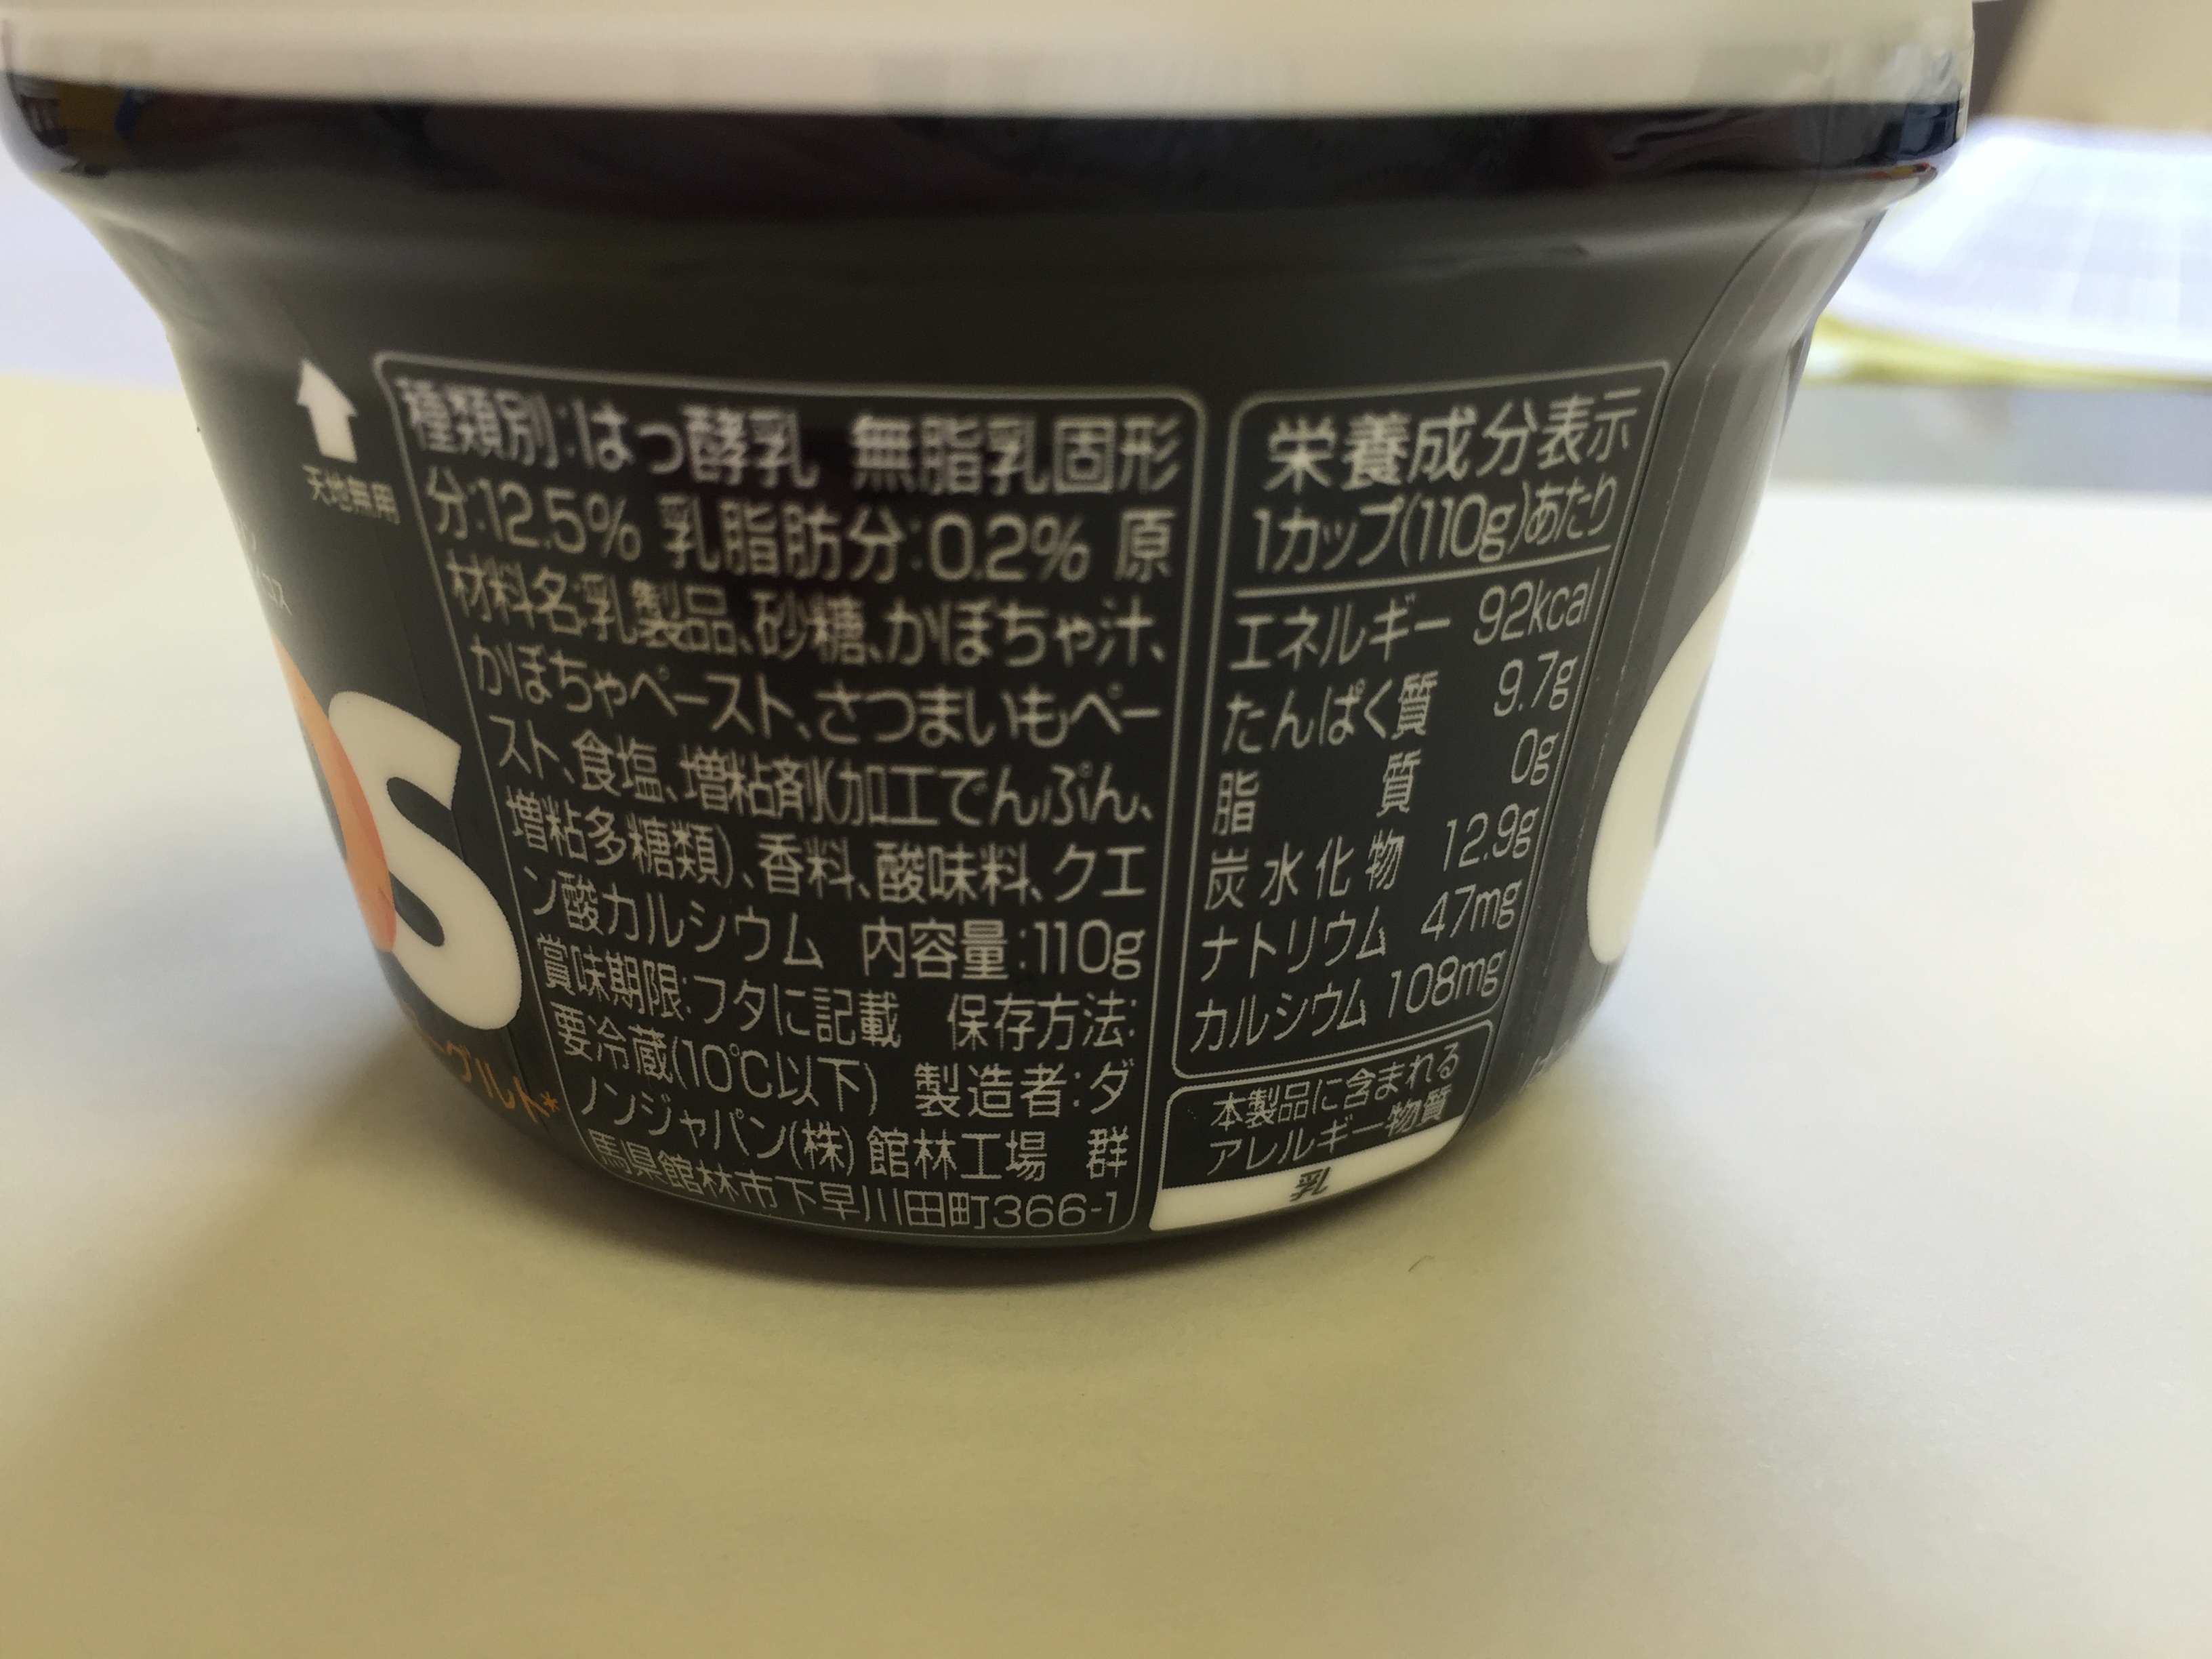 天地無用
OS
グルト*
種類別:はっ酵乳 無脂乳固形
分:12.5% 乳脂肪分:0.2% 原
材料名:乳製品、砂糖、かぼちゃ汁、
かぼちゃペースト、さつまいもペー
スト、食塩、増粘剤(加工でんぷん、
増粘多糖類)、香料、酸味料、クエ
ン酸カルシウム 内容量:110g
賞味期限:フタに記載 保存方法:
要冷蔵(10℃以下) 製造者:ダ
ノンジャパン(株) 館林工場 群
馬県館林市下早川田町366-1
栄養成分表示
1カップ(110g)あたり
エネルギー 92kcal
たんぱく質 9.7g
脂質 0g
炭水化物 12.9g
ナトリウム 47mg
カルシウム 108mg
本製品に含まれる
アレルギー物質
乳